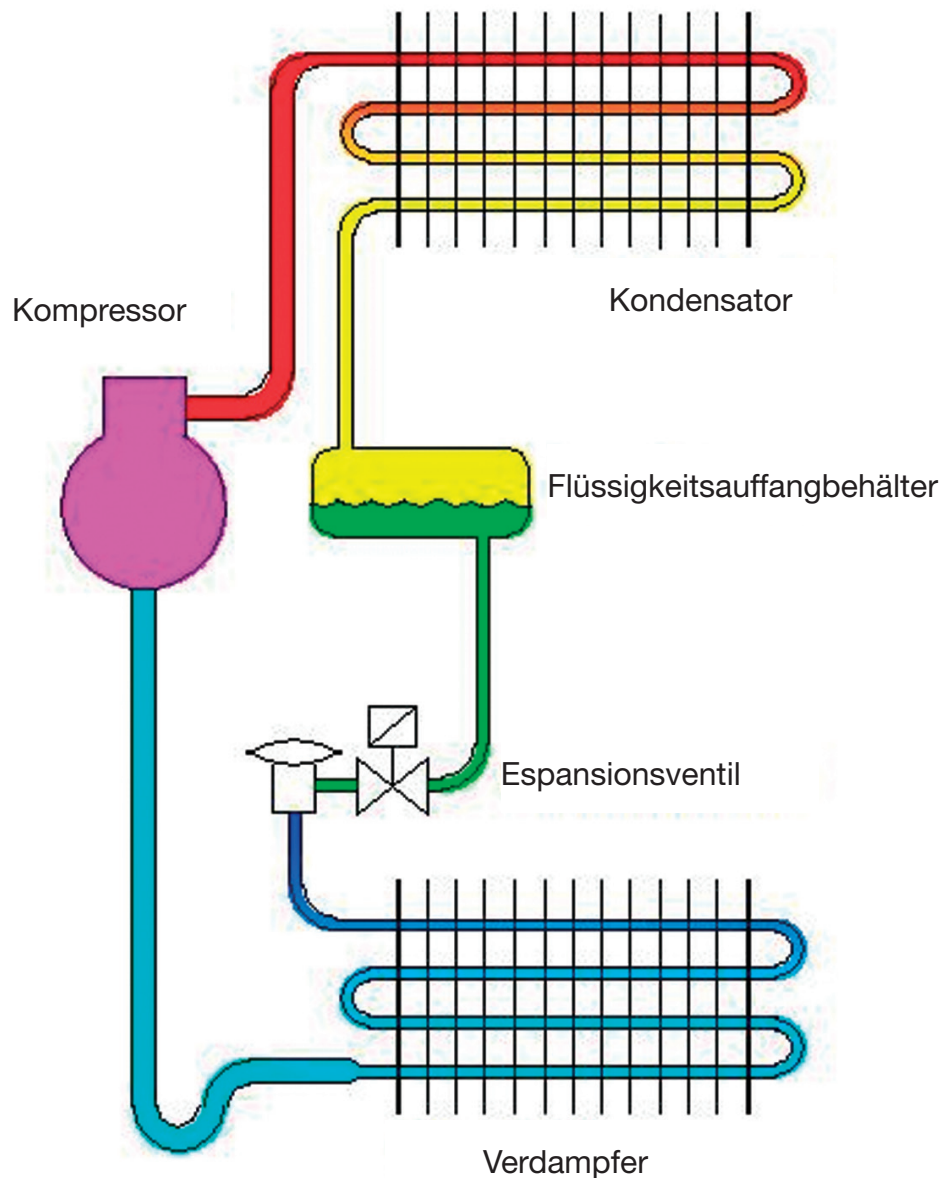 Kondensator
Kompressor
Flüssigkeitsauffangbehälter
Espansionsventil
Verdampfer